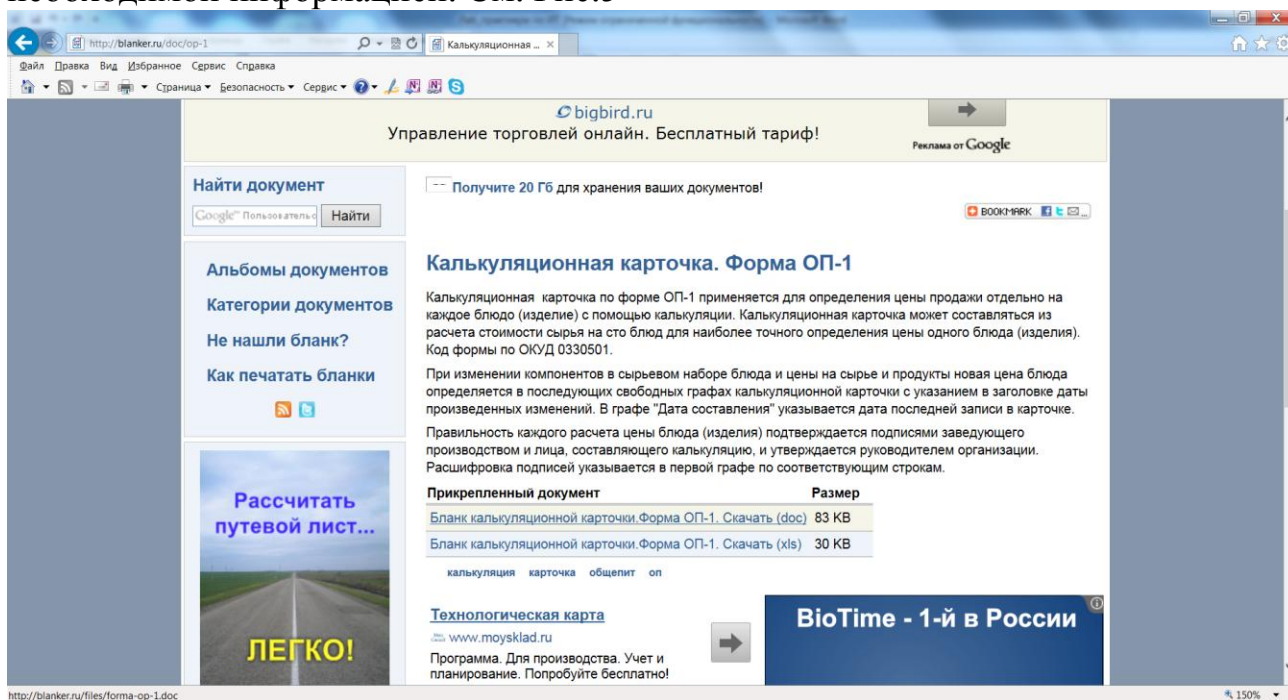 необходимой информацией. См. Рис.3
http://blanker.ru/doc/op-1
Калькуляционная ...
Файл Правка Вид Избранное Сервис Справка
Страница Безопасность Сервис
bigbird.ru
Управление торговлей онлайн. Бесплатный тариф!
Реклама от Google
Найти документ
Google Пользовательс Найти
Получите 20 Гб для хранения ваших документов!
BOOKMARK
Альбомы документов
Категории документов
Не нашли бланк?
Как печатать бланки
Калькуляционная карточка. Форма ОП-1
Калькуляционная карточка по форме ОП-1 применяется для определения цены продажи отдельно на
каждое блюдо (изделие) с помощью калькуляции. Калькуляционная карточка может составляться из
расчета стоимости сырья на сто блюд для наиболее точного определения цены одного блюда (изделия).
Код формы по ОКУД 0330501.
При изменении компонентов в сырьевом наборе блюда и цены на сырье и продукты новая цена блюда
определяется в последующих свободных графах калькуляционной карточки с указанием в заголовке даты
произведенных изменений. В графе "Дата составления" указывается дата последней записи в карточке.
Правильность каждого расчета цены блюда (изделия) подтверждается подписями заведующего
производством и лица, составляющего калькуляцию, и утверждается руководителем организации.
Расшифровка подписей указывается в первой графе по соответствующим строкам.
Прикрепленный документ Размер
Бланк калькуляционной карточки.Форма ОП-1. Скачать (doc) 83 KB
Бланк калькуляционной карточки.Форма ОП-1. Скачать (xls) 30 KB
калькуляция карточка общепит оп
Рассчитать
путевой лист...
ЛЕГКО!
Технологическая карта
www.moysklad.ru
Программа. Для производства. Учет и
планирование. Попробуйте бесплатно!
BioTime - 1-й в России
http://blanker.ru/files/forma-op-1.doc
150%